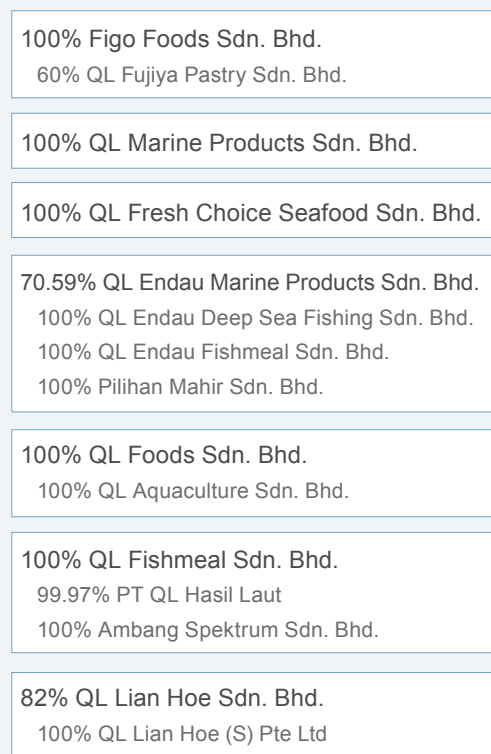 100% Figo Foods Sdn. Bhd.
60% QL Fujiya Pastry Sdn. Bhd.
100% QL Marine Products Sdn. Bhd.
100% QL Fresh Choice Seafood Sdn. Bhd.
70.59% QL Endau Marine Products Sdn. Bhd.
100% QL Endau Deep Sea Fishing Sdn. Bhd.
100% QL Endau Fishmeal Sdn. Bhd.
100% Pilihan Mahir Sdn. Bhd.
100% QL Foods Sdn. Bhd.
100% QL Aquaculture Sdn. Bhd.
100% QL Fishmeal Sdn. Bhd.
99.97% PT QL Hasil Laut
100% Ambang Spektrum Sdn. Bhd.
82% QL Lian Hoe Sdn. Bhd.
100% QL Lian Hoe (S) Pte Ltd